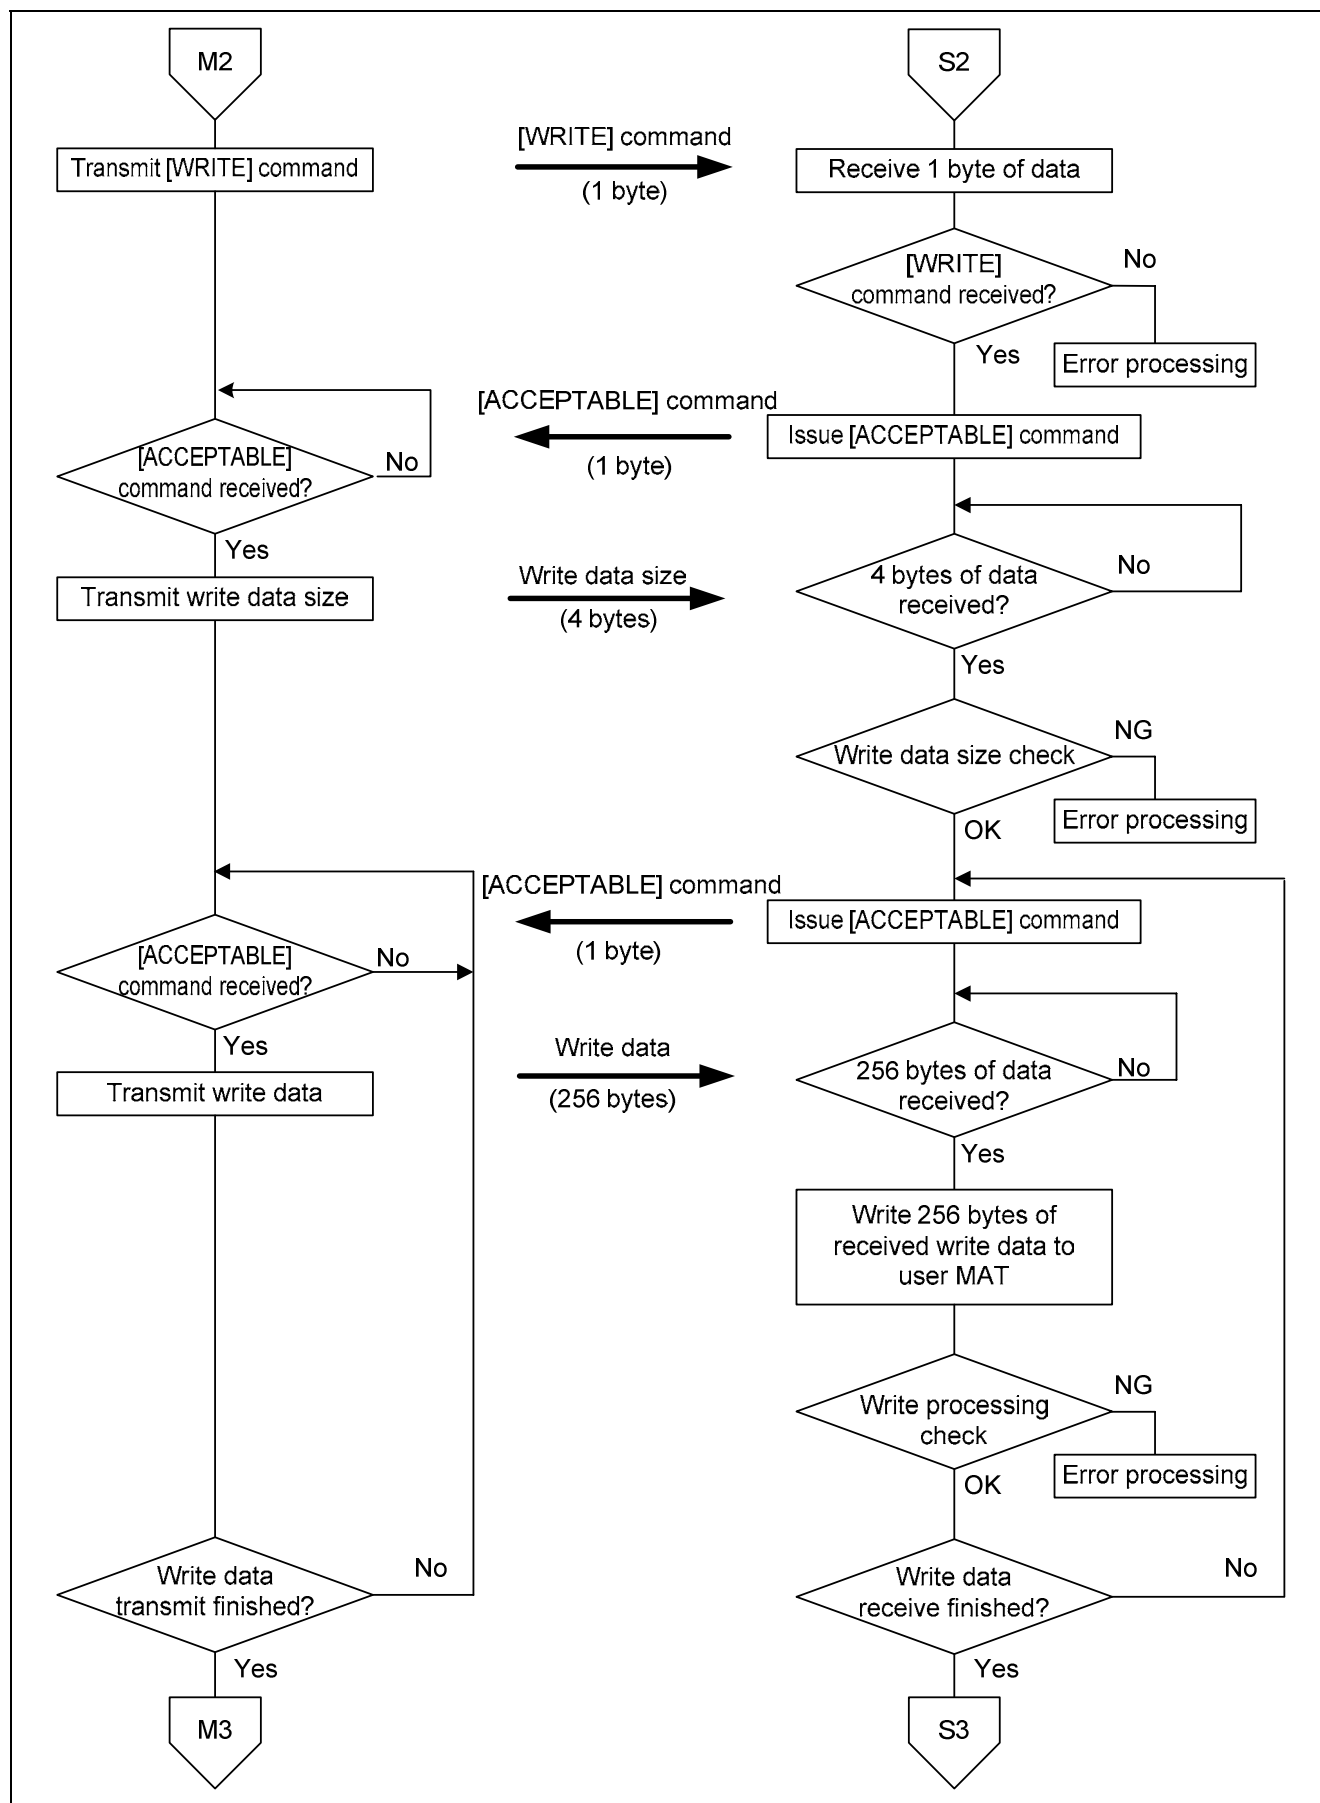 M2
S2
[WRITE] command
Transmit [WRITE] command
Receive 1 byte of data
(1 byte)
[WRITE]
command received?
No
Yes
Error processing
[ACCEPTABLE] command
Issue [ACCEPTABLE] command
(1 byte)
[ACCEPTABLE]
command received?
No
Yes
Write data size
4 bytes of data
received?
No
Transmit write data size
(4 bytes)
Yes
Write data size check
NG
Error processing
OK
[ACCEPTABLE] command
Issue [ACCEPTABLE] command
(1 byte)
[ACCEPTABLE]
command received?
No
Yes
Write data
256 bytes of data
received?
No
Transmit write data
(256 bytes)
Yes
Write 256 bytes of
received write data to
user MAT
Write processing
check
NG
Error processing
OK
Write data
transmit finished?
No
Write data
receive finished?
No
Yes
Yes
M3
S3